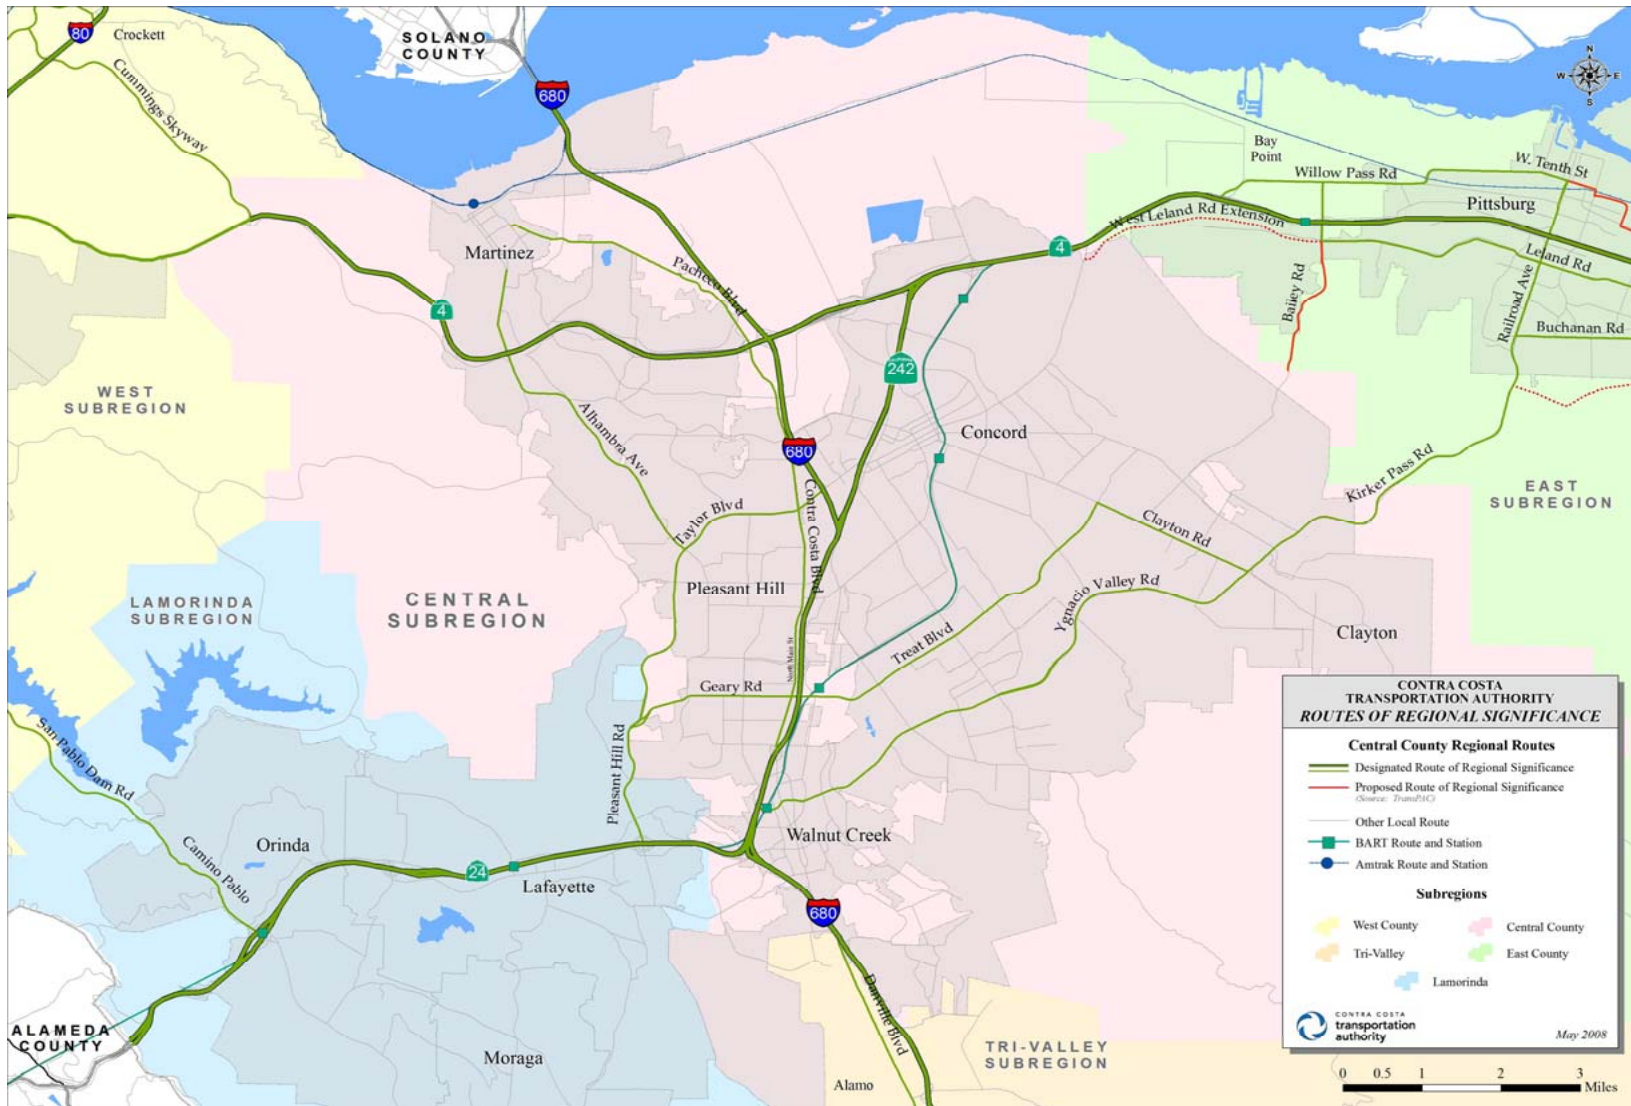 80
Crockett
SOLANO
COUNTY
680
N
W
E
S
Cummings Skyway
Bay
Point
Willow Pass Rd
W. Tenth St
Pittsburg
West Leland Rd Extension
Martinez
4
Leland Rd
Pacheco Blvd
Bailey Rd
Railroad Ave
Buchanan Rd
4
CALIFORNIA
242
WEST
SUBREGION
Alhambra Ave
Concord
680
Kirker Pass Rd
EAST
SUBREGION
Contra Costa Blvd
Taylor Blvd
Clayton Rd
Pleasant Hill
Ygnacio Valley Rd
LAMORINDA
SUBREGION
CENTRAL
SUBREGION
Clayton
Treat Blvd
North Main St
Geary Rd
San Pablo Dam Rd
Pleasant Hill Rd
Camino Pablo
Orinda
Walnut Creek
24
Lafayette
680
Danville Blvd
ALAMEDA
COUNTY
Moraga
TRI-VALLEY
SUBREGION
Alamo
CONTRA COSTA
TRANSPORTATION AUTHORITY
ROUTES OF REGIONAL SIGNIFICANCE
Central County Regional Routes
Designated Route of Regional Significance
Proposed Route of Regional Significance
(Source: TransPAC)
Other Local Route
BART Route and Station
Amtrak Route and Station
Subregions
West County
Central County
Tri-Valley
East County
Lamorinda
CONTRA COSTA
transportation
authority
May 2008
0 0.5 1 2 3
Miles